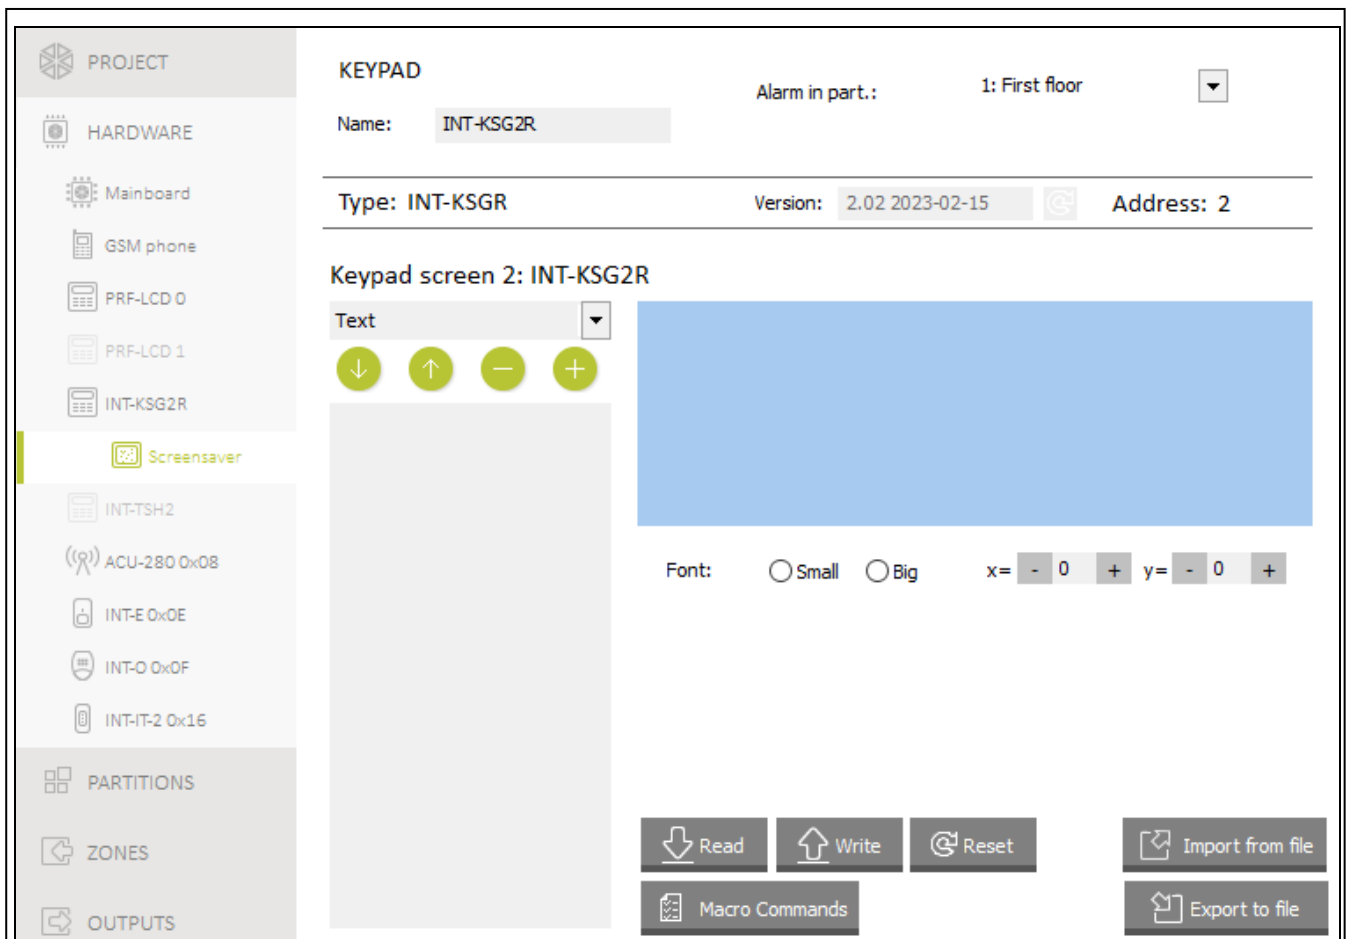 PROJECT
HARDWARE
Mainboard
GSM phone
PRF-LCD 0
PRF-LCD 1
INT-KSG2R
Screensaver
INT-TSH2
ACU-280 0x08
INT-E 0x0E
INT-O 0x0F
INT-IT-2 0x16
PARTITIONS
ZONES
OUTPUTS
KEYPAD
Alarm in part.: 1: First floor
Name: INT-KSG2R
Type: INT-KSGR Version: 2.02 2023-02-15 Address: 2
Keypad screen 2: INT-KSG2R
Text
Font: Small Big x= - 0 + y= - 0 +
Read Write Reset Import from file
Macro Commands Export to file